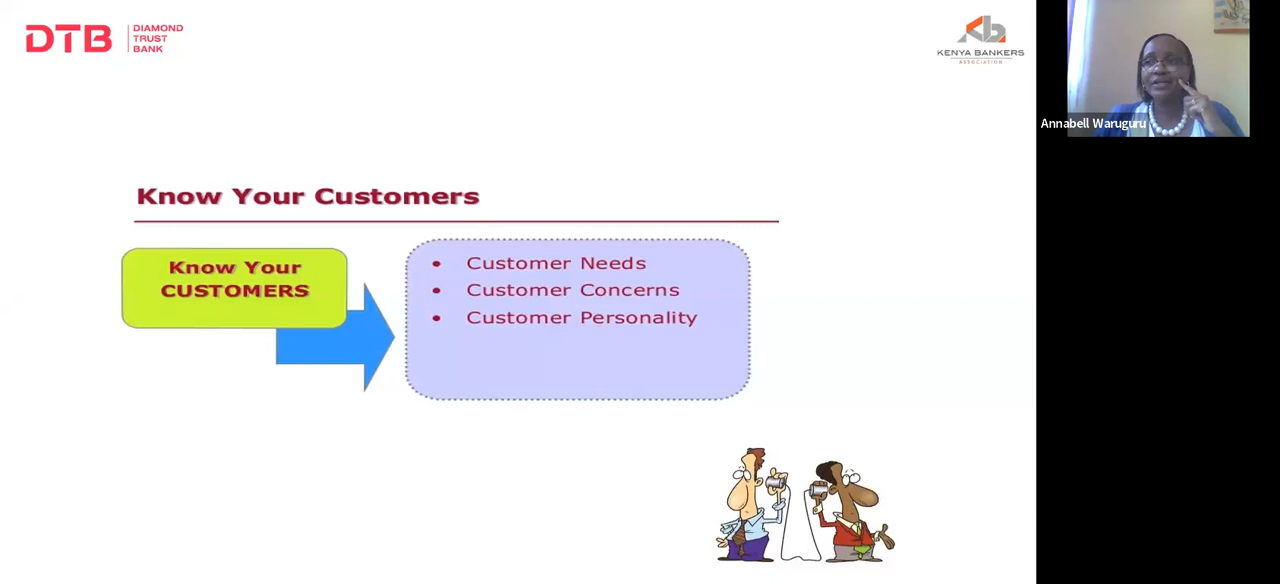 DTB
DIAMOND
TRUST
BANK
kb
KENYA BANKERS
ASSOCIATION
Annabell Waruguru
Know Your Customers
Know Your
CUSTOMERS
• Customer Needs
• Customer Concerns
• Customer Personality